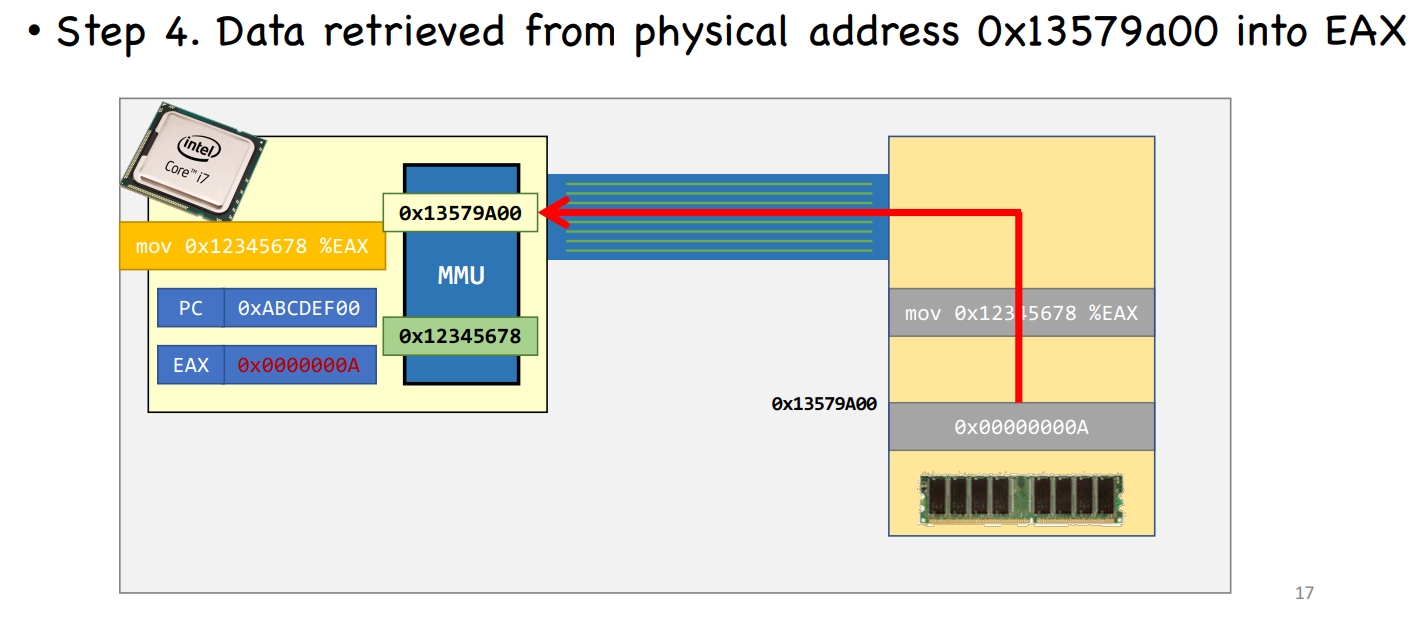 • Step 4. Data retrieved from physical address 0x13579a00 into EAX
intel
Core™ i7
0x13579A00
mov 0x12345678 %EAX
MMU
PC 0xABCDEF00
0x12345678
EAX 0x0000000A
mov 0x12345678 %EAX
0x13579A00
0x00000000A
17